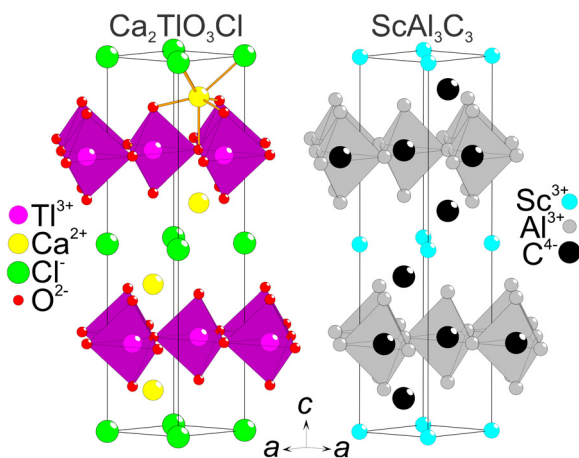 Ca₂TlO₃Cl
ScAl₃C₃
Tl³⁺
Ca²⁺
Cl⁻
O²⁻
Sc³⁺
Al³⁺
C⁴⁻
c
a a